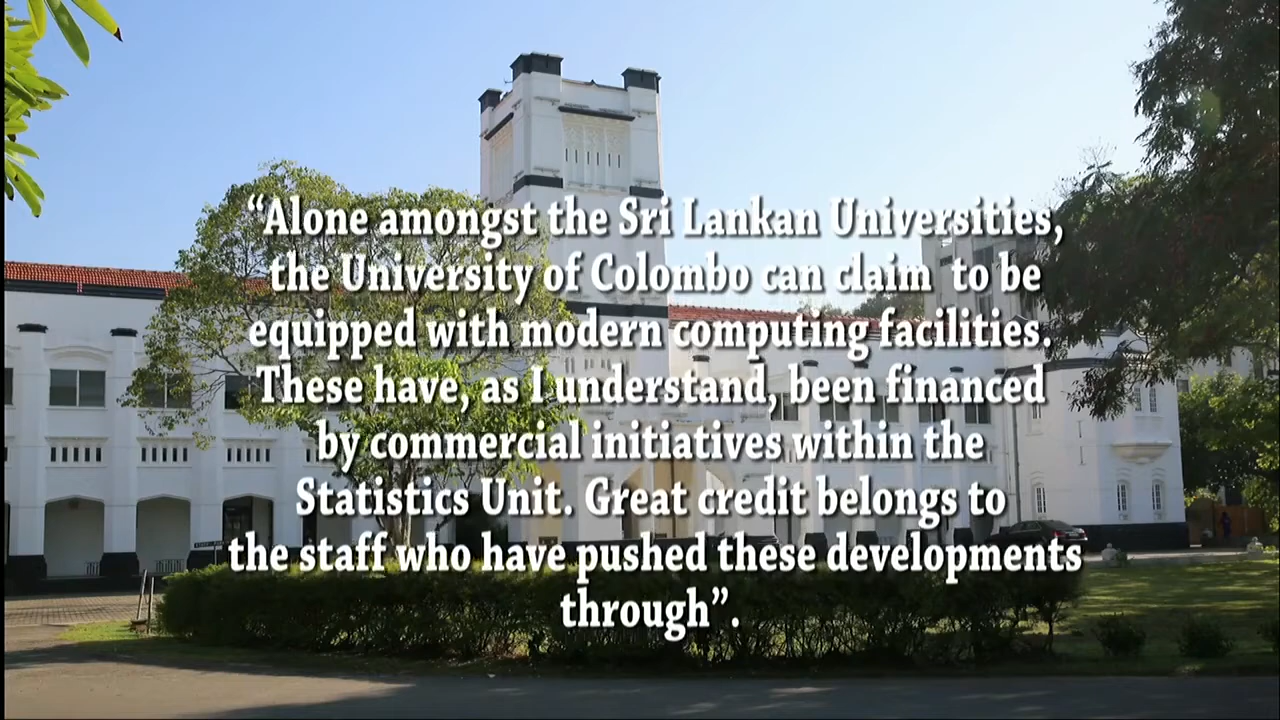 “Alone amongst the Sri Lankan Universities,
the University of Colombo can claim to be
equipped with modern computing facilities.
These have, as I understand, been financed
by commercial initiatives within the
Statistics Unit. Great credit belongs to
the staff who have pushed these developments
through”.